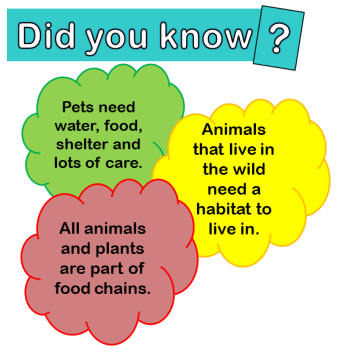 Did you know ?
Pets need
water, food,
shelter and
lots of care.
Animals
that live in
the wild
need a
habitat to
live in.
All animals
and plants
are part of
food chains.